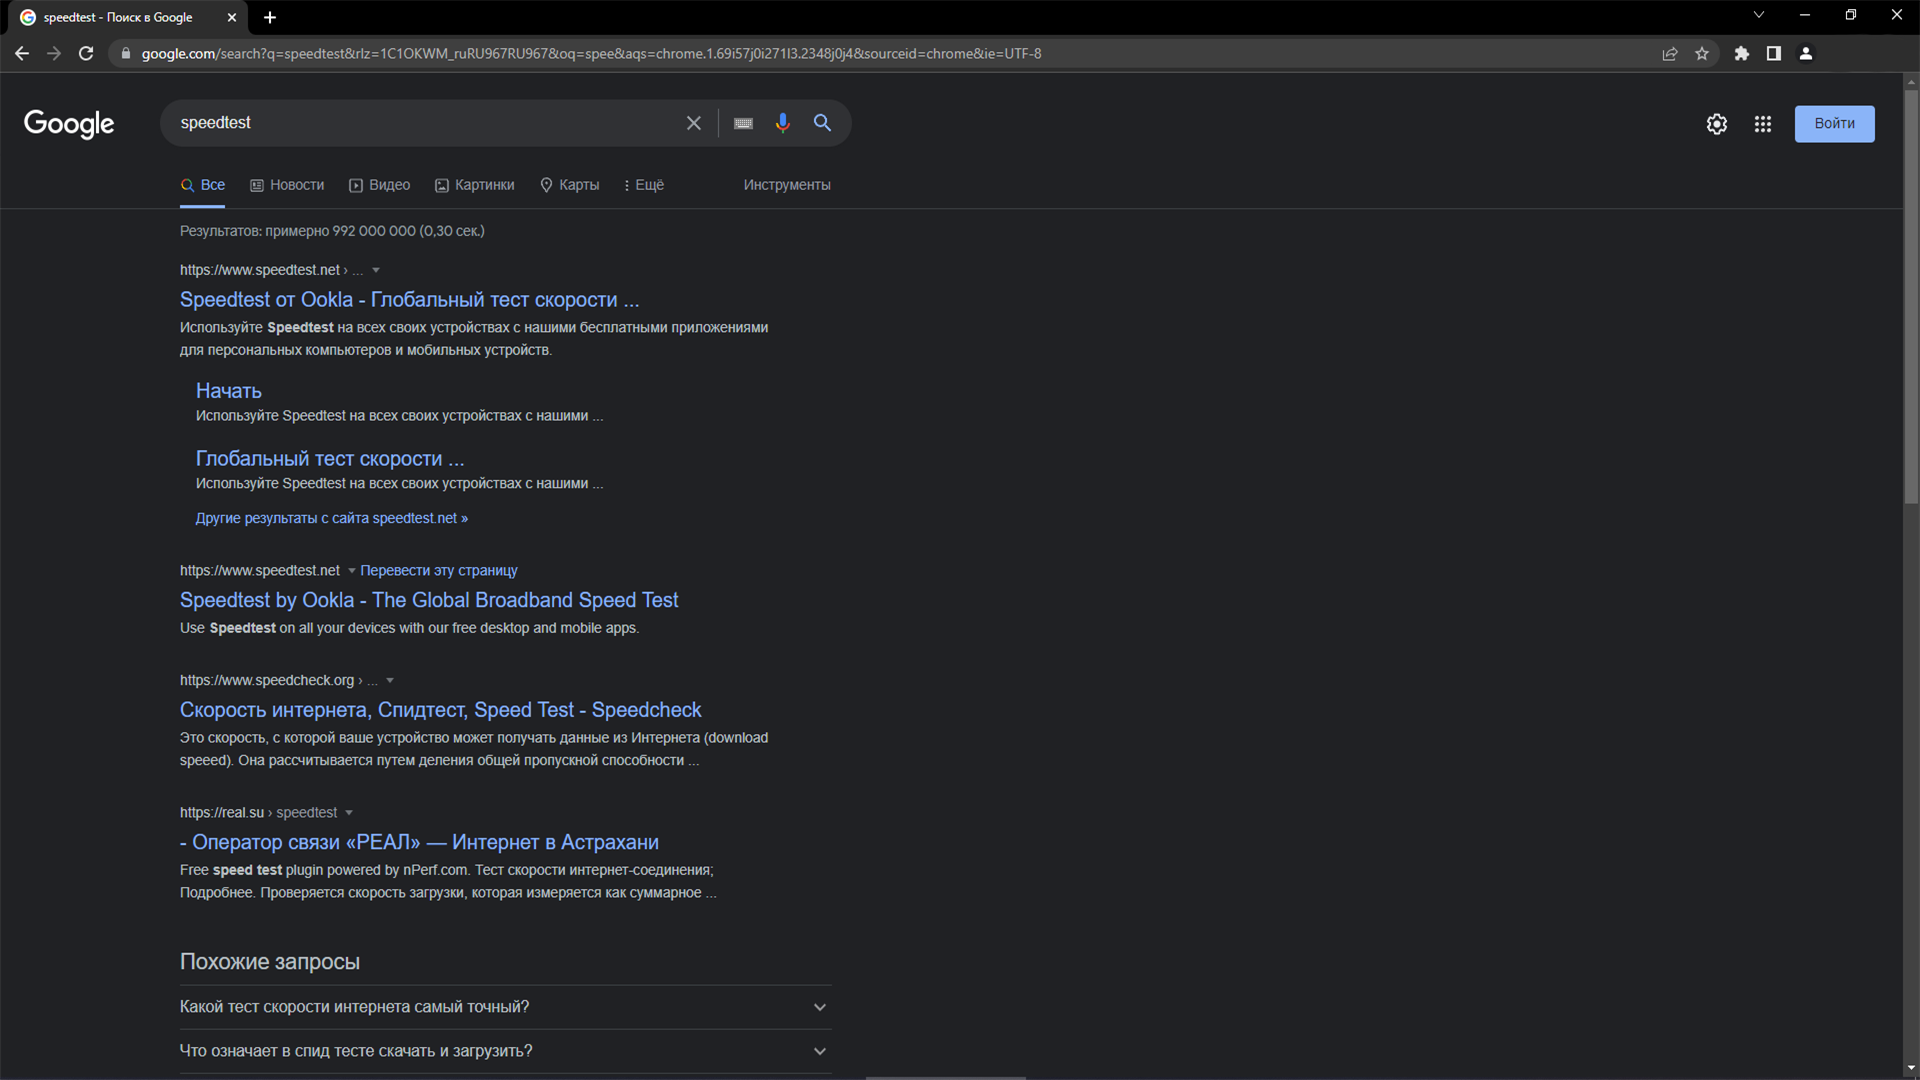 speedtest - Поиск в Google
google.com/search?q=speedtest&rlz=1C1OKWM_ruRU967RU967&oq=spee&aqs=chrome.1.69i57j0i271l3.2348j0j4&sourceid=chrome&ie=UTF-8
Google
speedtest
Войти
Все Новости Видео Картинки Карты Ещё Инструменты
Результатов: примерно 992 000 000 (0,30 сек.)
https://www.speedtest.net › ...
Speedtest от Ookla - Глобальный тест скорости ...
Используйте Speedtest на всех своих устройствах с нашими бесплатными приложениями
для персональных компьютеров и мобильных устройств.
Начать
Используйте Speedtest на всех своих устройствах с нашими ...
Глобальный тест скорости ...
Используйте Speedtest на всех своих устройствах с нашими ...
Другие результаты с сайта speedtest.net »
https://www.speedtest.net Перевести эту страницу
Speedtest by Ookla - The Global Broadband Speed Test
Use Speedtest on all your devices with our free desktop and mobile apps.
https://www.speedcheck.org › ...
Скорость интернета, Спидтест, Speed Test - Speedcheck
Это скорость, с которой ваше устройство может получать данные из Интернета (download
speeed). Она рассчитывается путем деления общей пропускной способности ...
https://real.su › speedtest
- Оператор связи «РЕАЛ» — Интернет в Астрахани
Free speed test plugin powered by nPerf.com. Тест скорости интернет-соединения;
Подробнее. Проверяется скорость загрузки, которая измеряется как суммарное ...
Похожие запросы
Какой тест скорости интернета самый точный?
Что означает в спид тесте скачать и загрузить?